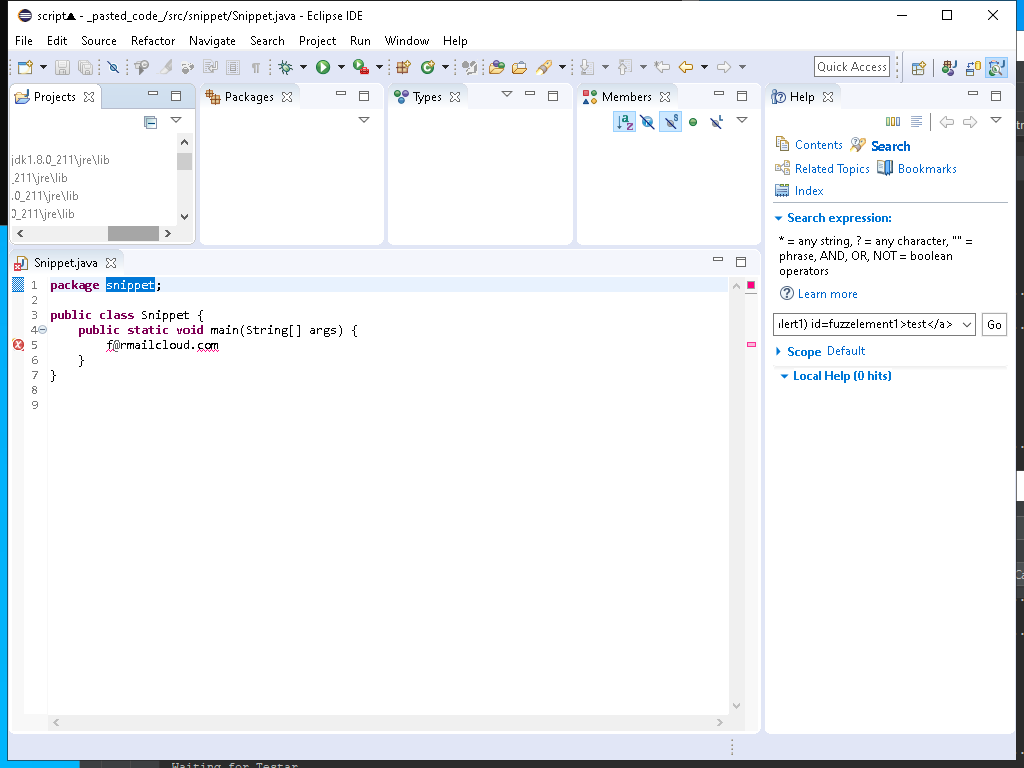 script▲ - _pasted_code_/src/snippet/Snippet.java - Eclipse IDE
File Edit Source Refactor Navigate Search Project Run Window Help
Quick Access
Projects
jdk1.8.0_211\jre\lib
_211\jre\lib
.0_211\jre\lib
0_211\jre\lib
Packages
Types
Members
Snippet.java
1 package snippet;
2
3 public class Snippet {
4 public static void main(String[] args) {
5 f@rmailcloud.com
6 }
7 }
8
9
Help
Contents Search
Related Topics Bookmarks
Index
Search expression:
* = any string, ? = any character, "" =
phrase, AND, OR, NOT = boolean
operators
Learn more
ılert1) id=fuzzelement1>test</a> Go
Scope Default
Local Help (0 hits)
Waiting for Testar